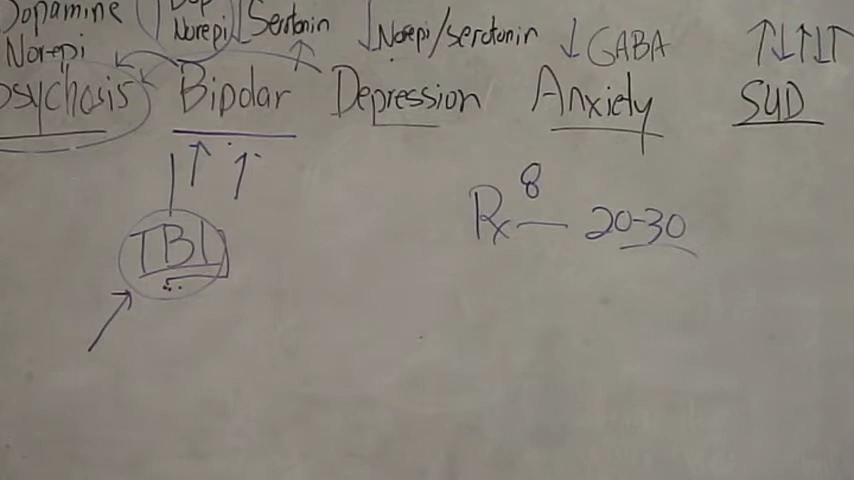 Dopamine Norepi ↓Serotonin ↓Norepi/serotonin ↓GABA ↑↓↑↓↑
Norepi
psychosis Bipolar Depression Anxiety SUD
↑ ↑
8
Rx — 20-30
TBI